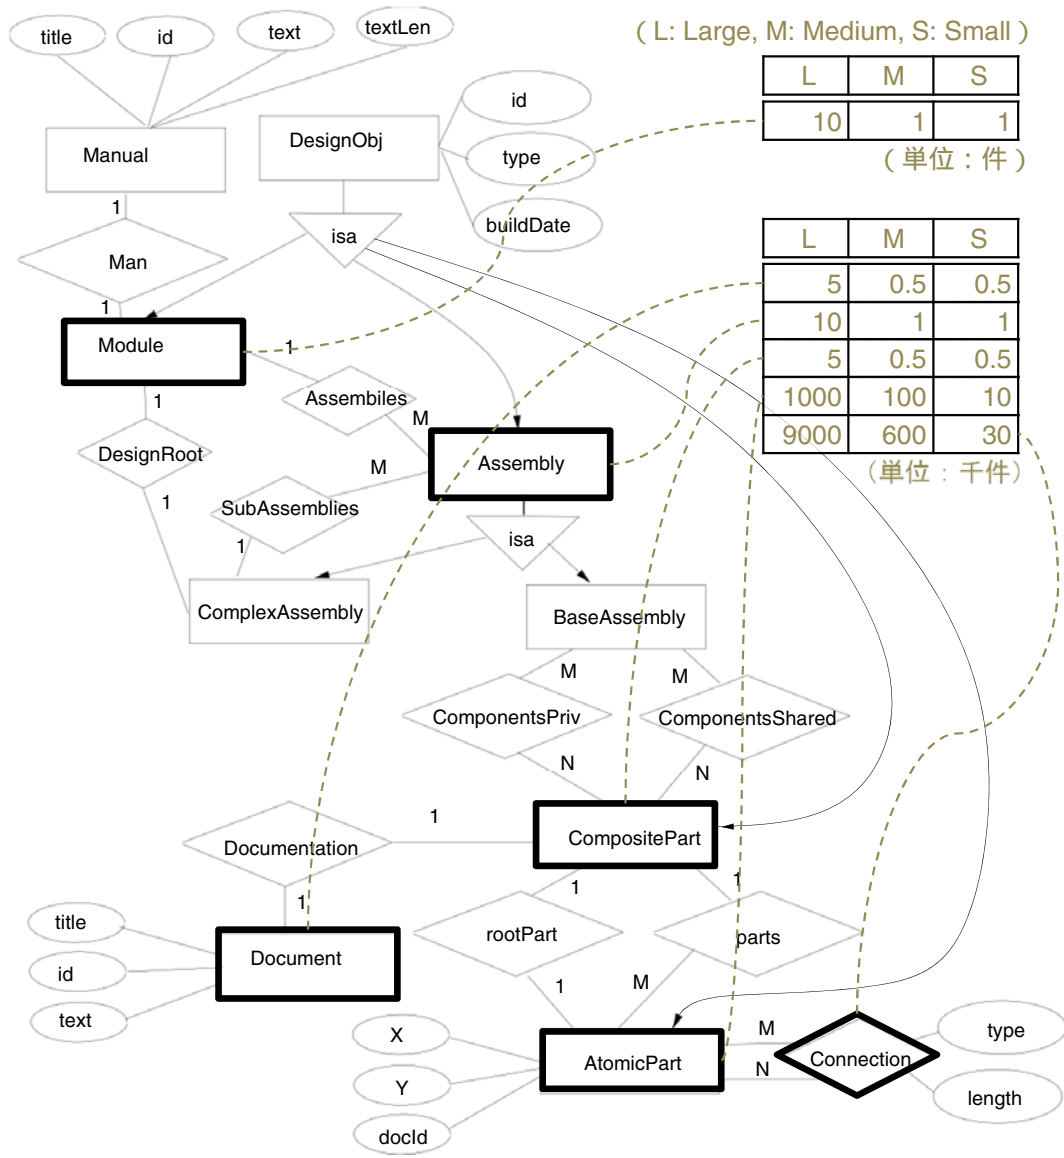 title
id
text
textLen
( L: Large, M: Medium, S: Small )
L M S
10 1 1
( 単位 : 件 )
Manual
DesignObj
id
type
buildDate
isa
1
Man
1
L M S
5 0.5 0.5
10 1 1
5 0.5 0.5
1000 100 10
9000 600 30
(単位 : 千件)
Module
1
Assembiles
M
1
DesignRoot
1
Assembly
M
SubAssemblies
1
isa
ComplexAssembly
BaseAssembly
M
M
ComponentsPriv
ComponentsShared
N
N
1
CompositePart
Documentation
1
1
1
title
id
text
Document
rootPart
parts
1
M
X
Y
docId
AtomicPart
M
N
Connection
type
length